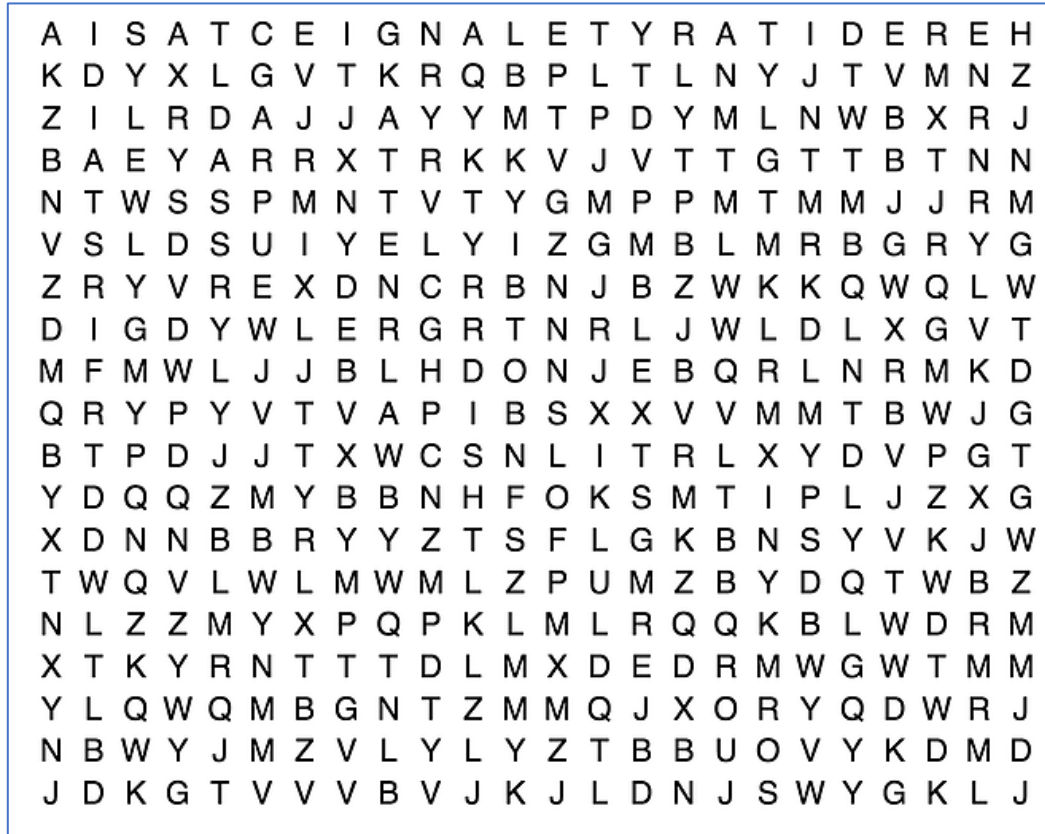 A I S A T C E I G N A L E T Y R A T I D E R E H
K D Y X L G V T K R Q B P L T L N Y J T V M N Z
Z I L R D A J J A Y Y M T P D Y M L N W B X R J
B A E Y A R R X T R K K V J V T T G T T B T N N
N T W S S P M N T V T Y G M P P M T M M J J R M
V S L D S U I Y E L Y I Z G M B L M R B G R Y G
Z R Y V R E X D N C R B N J B Z W K K Q W Q L W
D I G D Y W L E R G R T N R L J W L D L X G V T
M F M W L J J B L H D O N J E B Q R L N R M K D
Q R Y P Y V T V A P I B S X X V V M M T B W J G
B T P D J J T X W C S N L I T R L X Y D V P G T
Y D Q Q Z M Y B B N H F O K S M T I P L J Z X G
X D N N B B R Y Y Z T S F L G K B N S Y V K J W
T W Q V L W L M W M L Z P U M Z B Y D Q T W B Z
N L Z Z M Y X P Q P K L M L R Q Q K B L W D R M
X T K Y R N T T T D L M X D E D R M W G W T M M
Y L Q W Q M B G N T Z M M Q J X O R Y Q D W R J
N B W Y J M Z V L Y L Y Z T B B U O V Y K D M D
J D K G T V V V B V J K J L D N J S W Y G K L J